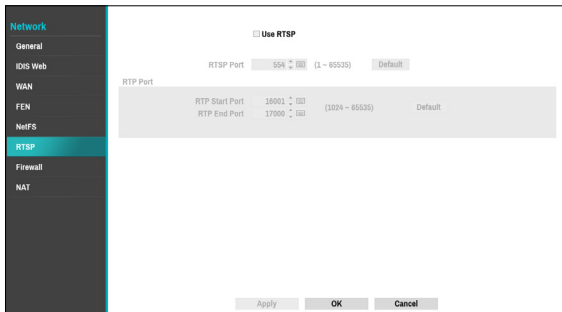 Network
General
IDIS Web
WAN
FEN
NetFS
RTSP
Firewall
NAT
Use RTSP
RTSP Port 554 (1 ~ 65535) Default
RTP Port
RTP Start Port 16001
(1024 ~ 65535) Default
RTP End Port 17000
Apply OK Cancel